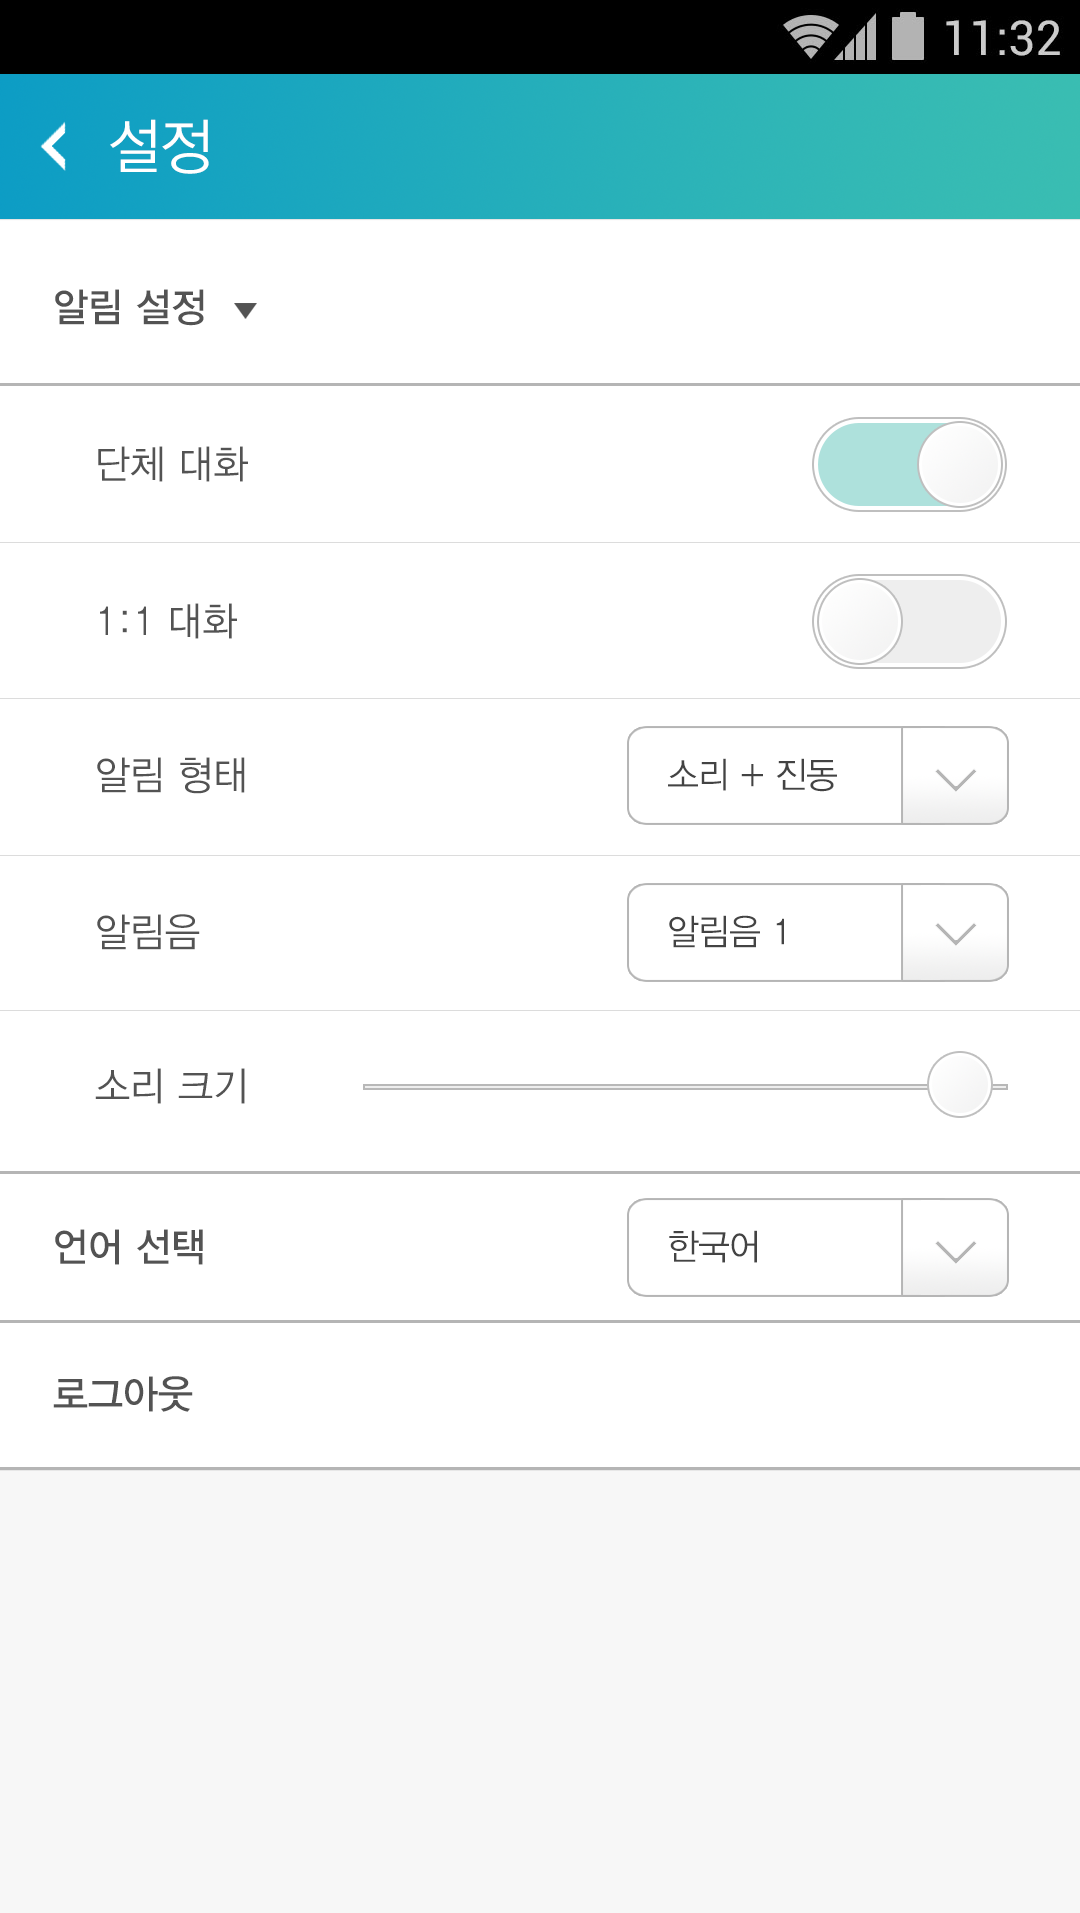 11:32
설정
알림 설정
단체 대화
1:1 대화
알림 형태
소리 + 진동
알림음
알림음 1
소리 크기
언어 선택
한국어
로그아웃